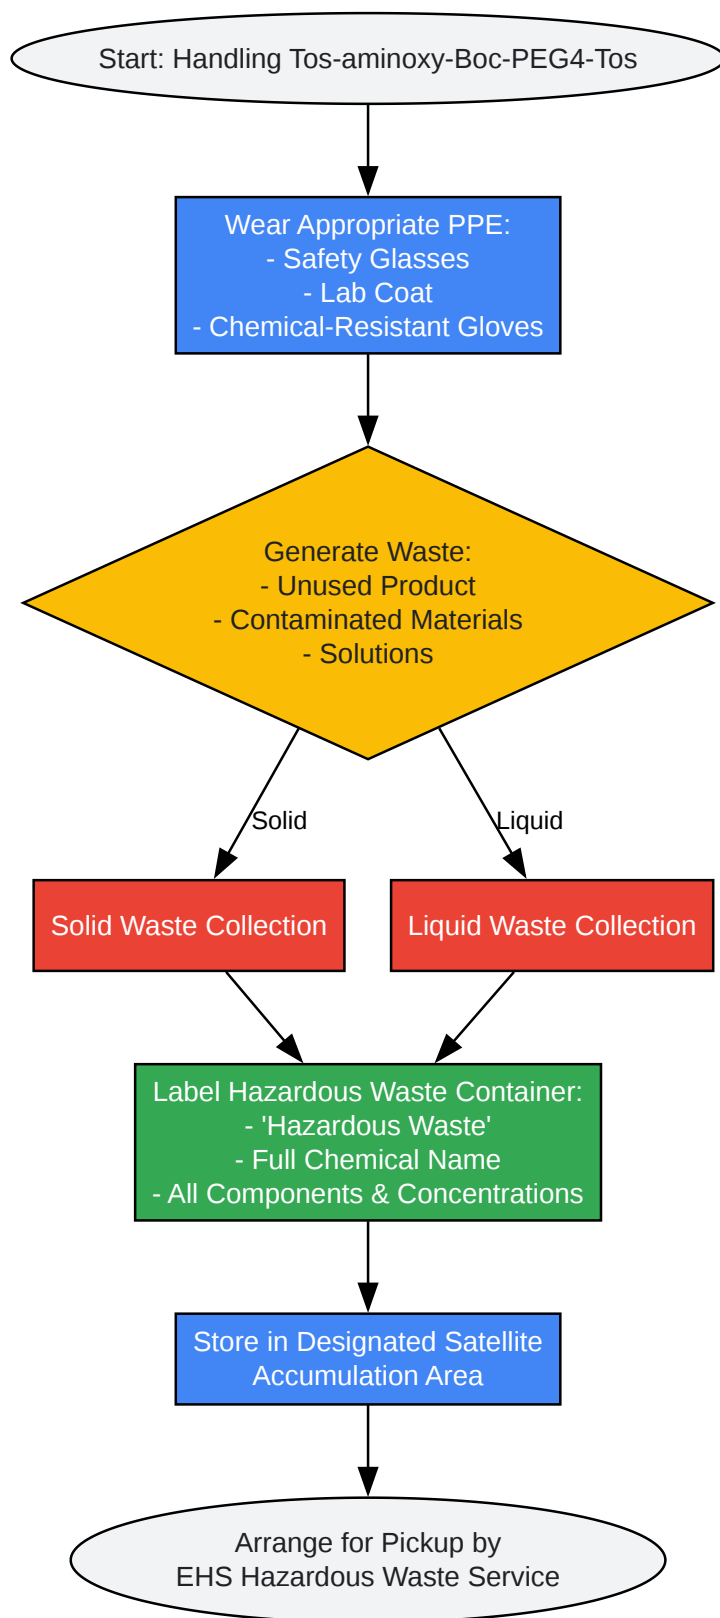 Start: Handling Tos-aminoxy-Boc-PEG4-Tos
Wear Appropriate PPE:
- Safety Glasses
- Lab Coat
- Chemical-Resistant Gloves
Generate Waste:
- Unused Product
- Contaminated Materials
- Solutions
Solid
Liquid
Solid Waste Collection
Liquid Waste Collection
Label Hazardous Waste Container:
- 'Hazardous Waste'
- Full Chemical Name
- All Components & Concentrations
Store in Designated Satellite
Accumulation Area
Arrange for Pickup by
EHS Hazardous Waste Service